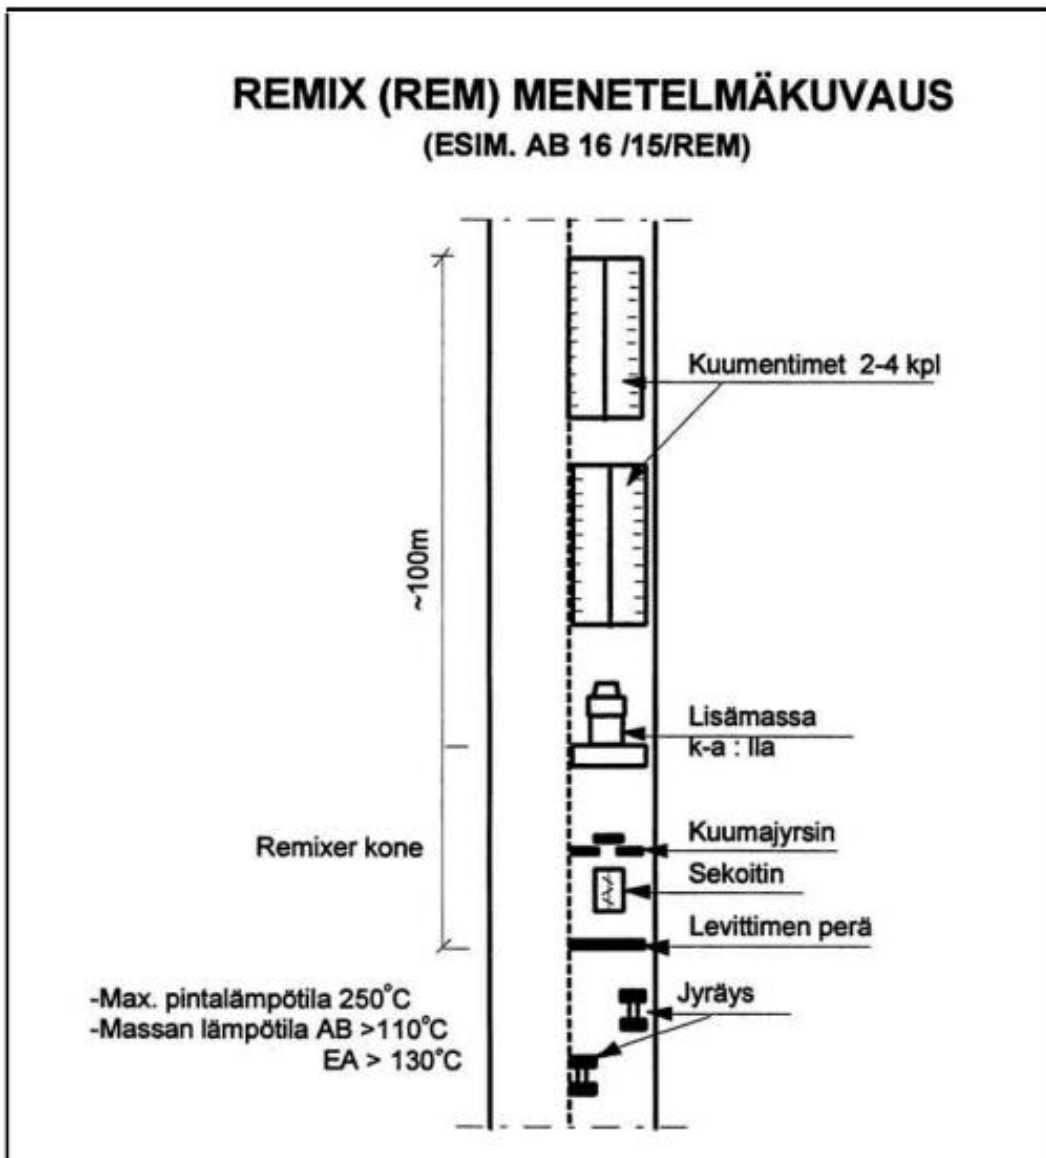 REMIX (REM) MENETELMÄKUVAUS
(ESIM. AB 16 /15/REM)
Kuumentimet 2-4 kpl
~100m
Lisämassa
k-a : lla
Kuumajyrsin
Remixer kone
Sekoitin
Levittimen perä
Jyräys
-Max. pintalämpötila 250°C
-Massan lämpötila AB >110°C
EA > 130°C